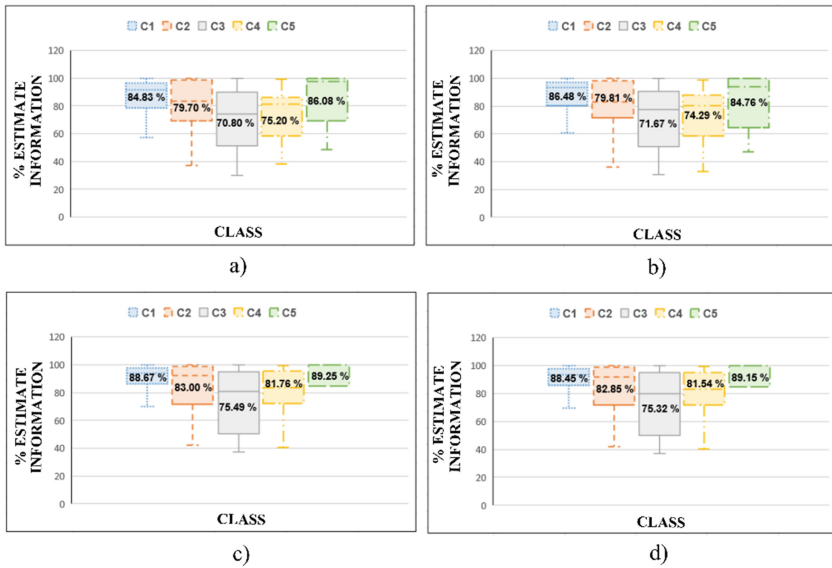 C1 C2 C3 C4 C5
120
100
80
60
40
20
0
% ESTIMATE
INFORMATION
84.83 %
79.70 %
70.80 %
75.20 %
86.08 %
CLASS
a)
C1 C2 C3 C4 C5
120
100
80
60
40
20
0
% ESTIMATE
INFORMATION
86.48 %
79.81 %
71.67 %
74.29 %
84.76 %
CLASS
b)
C1 C2 C3 C4 C5
120
100
80
60
40
20
0
% ESTIMATE
INFORMATION
88.67 %
83.00 %
75.49 %
81.76 %
89.25 %
CLASS
c)
C1 C2 C3 C4 C5
120
100
80
60
40
20
0
% ESTIMATE
INFORMATION
88.45 %
82.85 %
75.32 %
81.54 %
89.15 %
CLASS
d)